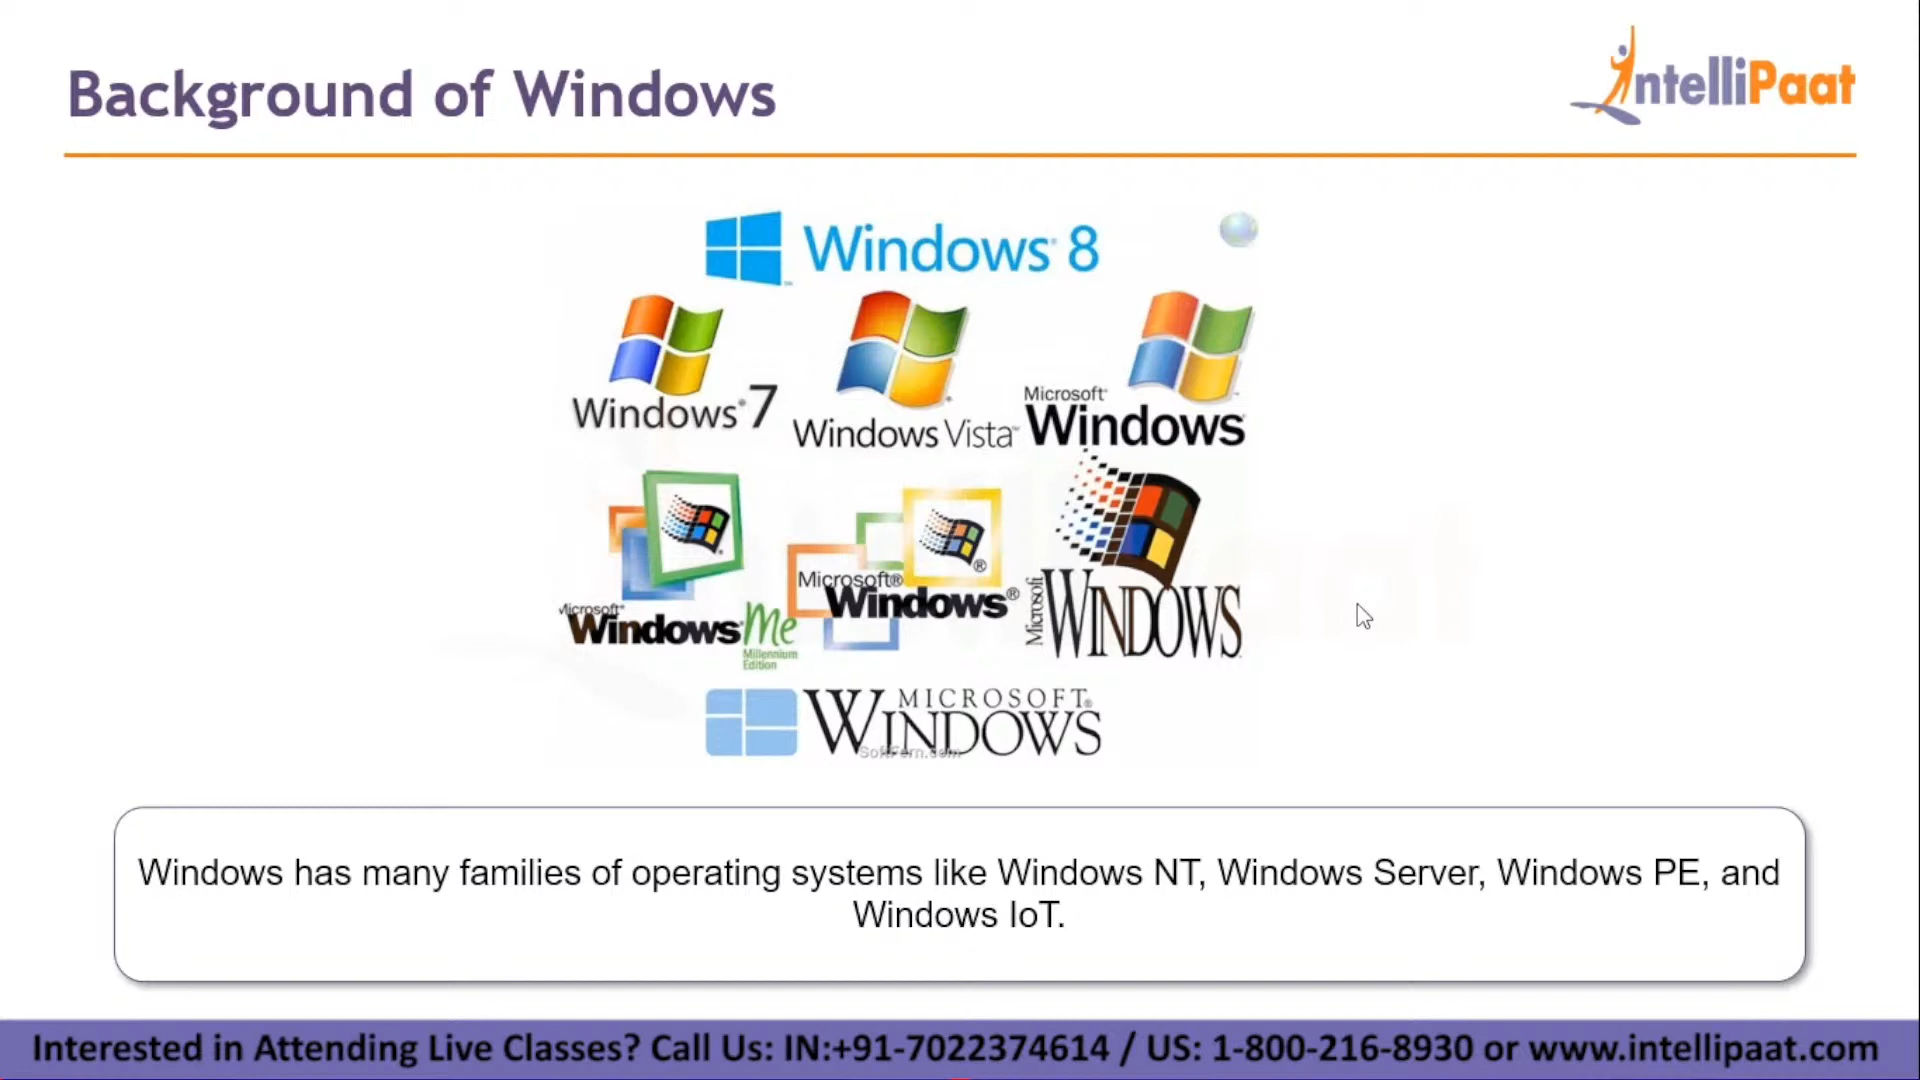 Background of Windows
IntelliPaat
Windows® 8
Windows® 7
Windows Vista™
Microsoft®
Windows
Microsoft®
Windows Me
Millennium
Edition
Microsoft®
Windows®
Microsoft
WINDOWS
MICROSOFT®
WINDOWS
SoftFern.com
Windows has many families of operating systems like Windows NT, Windows Server, Windows PE, and
Windows IoT.
Interested in Attending Live Classes? Call Us: IN:+91-7022374614 / US: 1-800-216-8930 or www.intellipaat.com